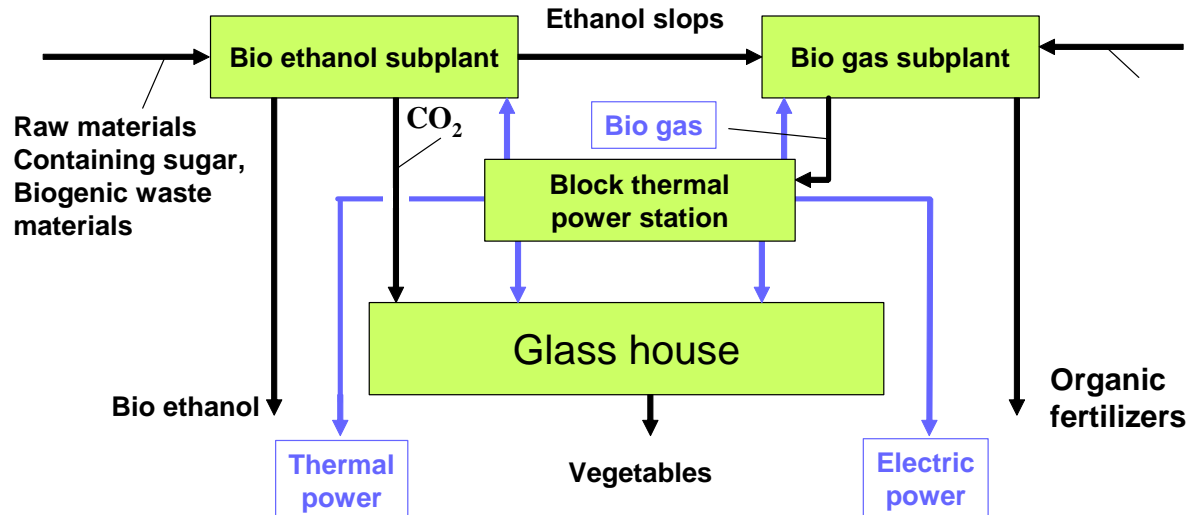 Ethanol slops
Bio ethanol subplant
Bio gas subplant
Raw materials
Containing sugar,
Biogenic waste
materials
CO₂
Bio gas
Block thermal
power station
Glass house
Bio ethanol
Organic
fertilizers
Thermal
power
Vegetables
Electric
power